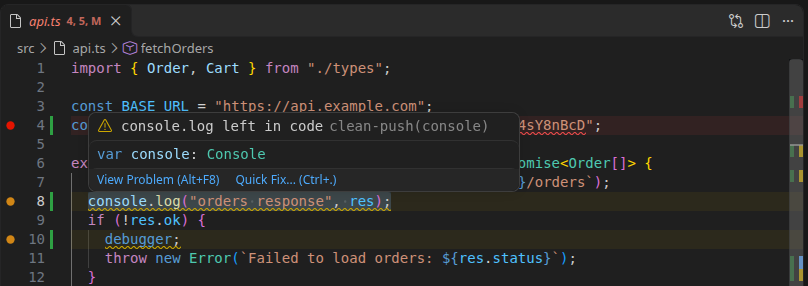 api.ts 4, 5, M
src > api.ts > fetchOrders
1 import { Order, Cart } from "./types";
2
3 const BASE_URL = "https://api.example.com";
4 co 4sY8nBcD";
console.log left in code clean-push(console)
5
var console: Console
6 ex omise<Order[]> {
View Problem (Alt+F8) Quick Fix... (Ctrl+.)
7 }/orders`);
8 console.log("orders response", res);
9 if (!res.ok) {
10 debugger;
11 throw new Error(`Failed to load orders: ${res.status}`);
12 }